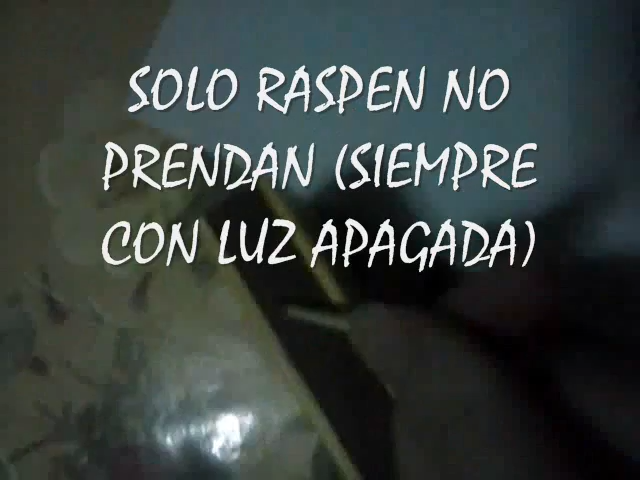 SOLO RASPEN NO
PRENDAN (SIEMPRE
CON LUZ APAGADA)